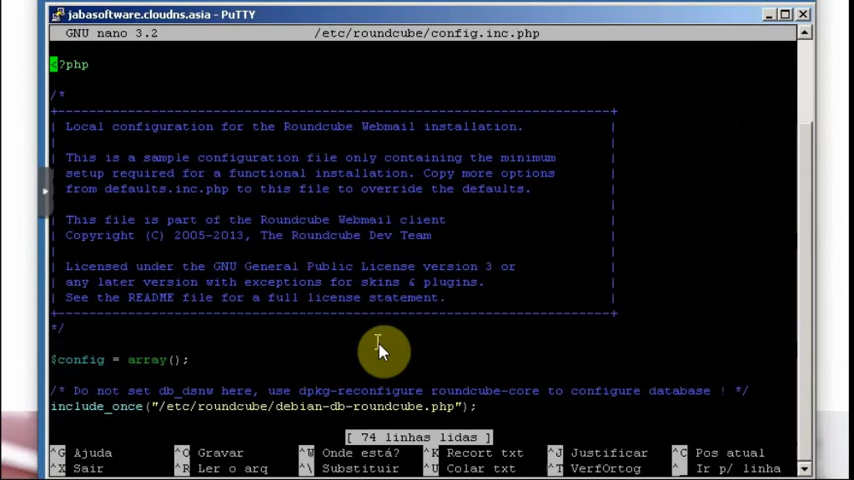 jabasoftware.cloudns.asia - PuTTY
GNU nano 3.2 /etc/roundcube/config.inc.php
<?php
/*
+-----------------------------------------------------------------------+
| Local configuration for the Roundcube Webmail installation. |
| |
| This is a sample configuration file only containing the minimum |
| setup required for a functional installation. Copy more options |
| from defaults.inc.php to this file to override the defaults. |
| |
| This file is part of the Roundcube Webmail client |
| Copyright (C) 2005-2013, The Roundcube Dev Team |
| |
| Licensed under the GNU General Public License version 3 or |
| any later version with exceptions for skins & plugins. |
| See the README file for a full license statement. |
+-----------------------------------------------------------------------+
*/
$config = array();
/* Do not set db_dsnw here, use dpkg-reconfigure roundcube-core to configure database ! */
include_once("/etc/roundcube/debian-db-roundcube.php");
[ 74 linhas lidas ]
^G Ajuda ^O Gravar ^W Onde está? ^K Recort txt ^J Justificar ^C Pos atual
^X Sair ^R Ler o arq ^\ Substituir ^U Colar txt ^T VerfOrtog ^_ Ir p/ linha